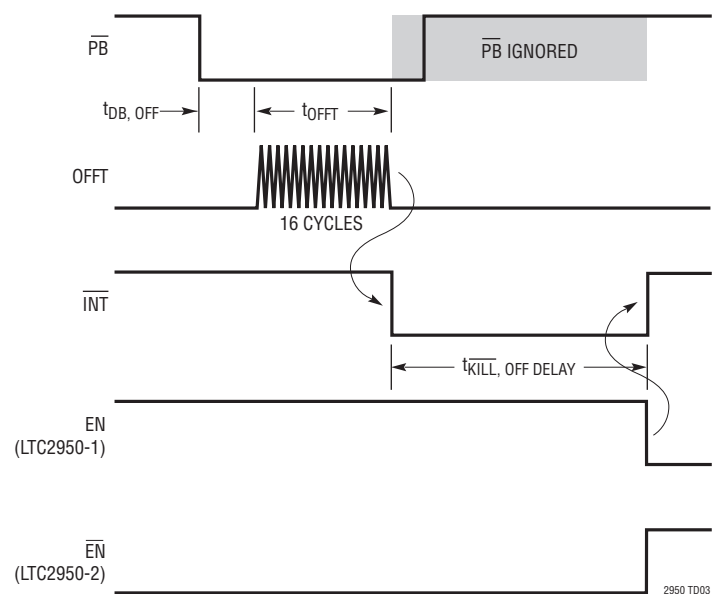 PB
PB IGNORED
tDB, OFF
tOFFT
OFFT
16 CYCLES
INT
tKILL, OFF DELAY
EN
(LTC2950-1)
EN
(LTC2950-2)
2950 TD03